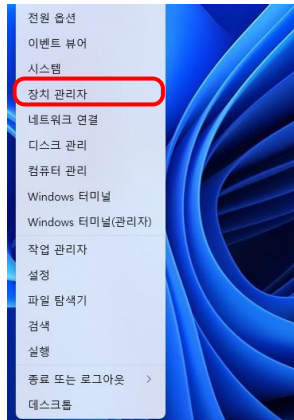 전원 옵션
이벤트 뷰어
시스템
장치 관리자
네트워크 연결
디스크 관리
컴퓨터 관리
Windows 터미널
Windows 터미널(관리자)
작업 관리자
설정
파일 탐색기
검색
실행
종료 또는 로그아웃
데스크톱